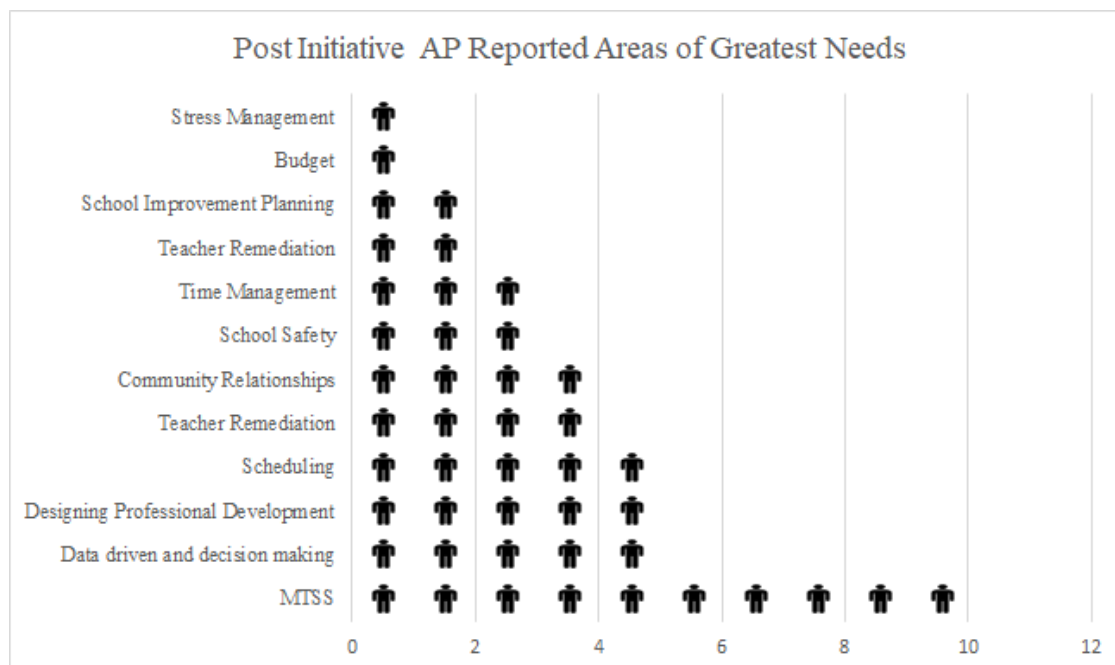 Post Initiative AP Reported Areas of Greatest Needs
Stress Management
Budget
School Improvement Planning
Teacher Remediation
Time Management
School Safety
Community Relationships
Teacher Remediation
Scheduling
Designing Professional Development
Data driven and decision making
MTSS
0 2 4 6 8 10 12